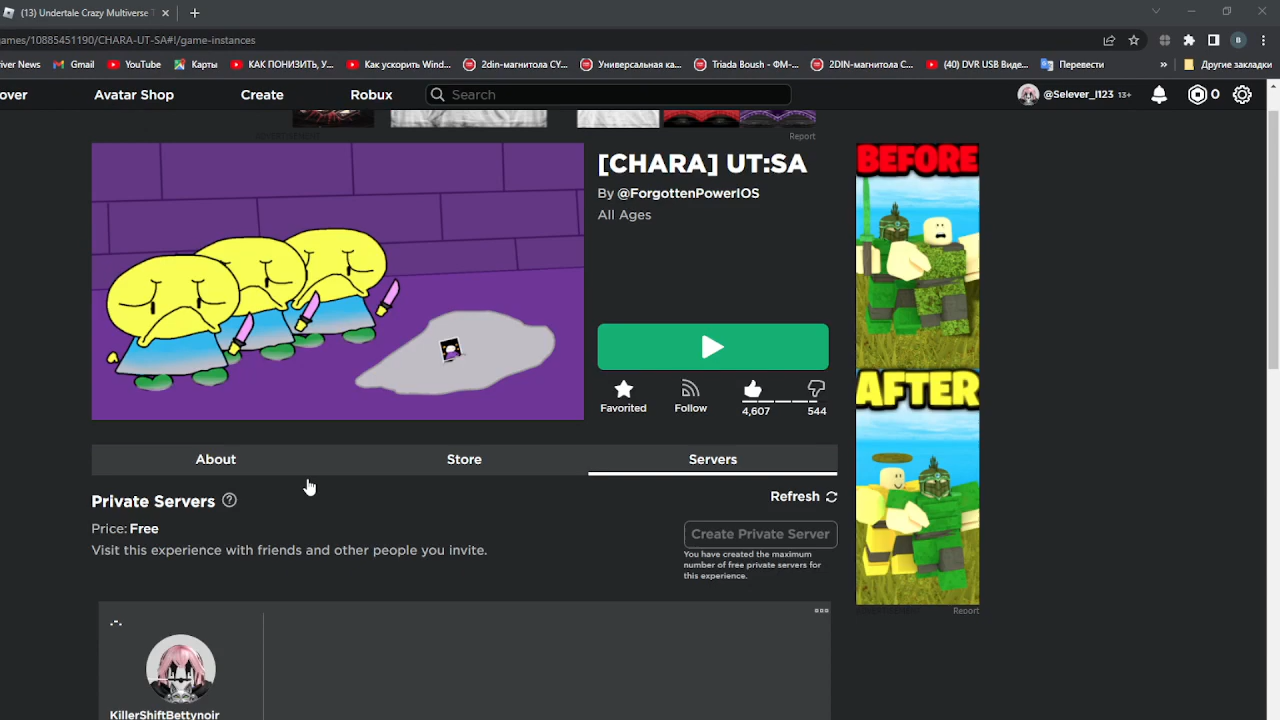 (13) Undertale Crazy Multiverse T
ames/10885451190/CHARA-UT-SA#!/game-instances
iver News
Gmail
YouTube
Карты
КАК ПОНИЗИТЬ, У...
Как ускорить Wind...
2din-магнитола CY...
Универсальная ка...
Triada Boush - ФМ-...
2DIN-магнитола C...
(40) DVR USB Виде...
Перевести
»
Другие закладки
over
Avatar Shop
Create
Robux
Search
@Selever_l123 13+
0
Report
[CHARA] UT:SA
By @ForgottenPowerIOS
All Ages
BEFORE
AFTER
Favorited
Follow
4,607
544
About
Store
Servers
Private Servers
Refresh
Price: Free
Visit this experience with friends and other people you invite.
Create Private Server
You have created the maximum
number of free private servers for
this experience.
Report
.-.
KillerShiftBettynoir